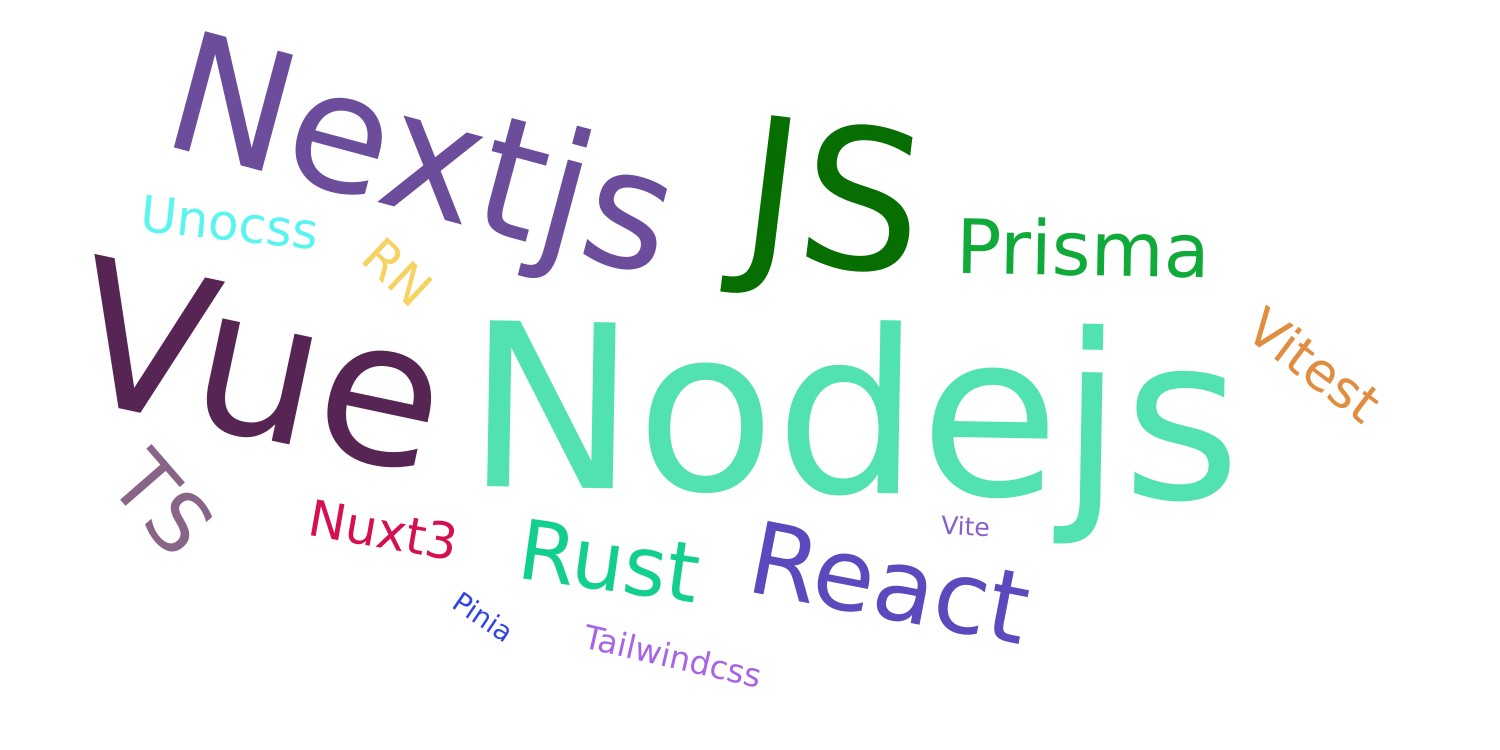 Nextjs
JS
Unocss
RN
Prisma
Vue
Nodejs
Vitest
TS
Nuxt3
Rust
React
Vite
Pinia
Tailwindcss